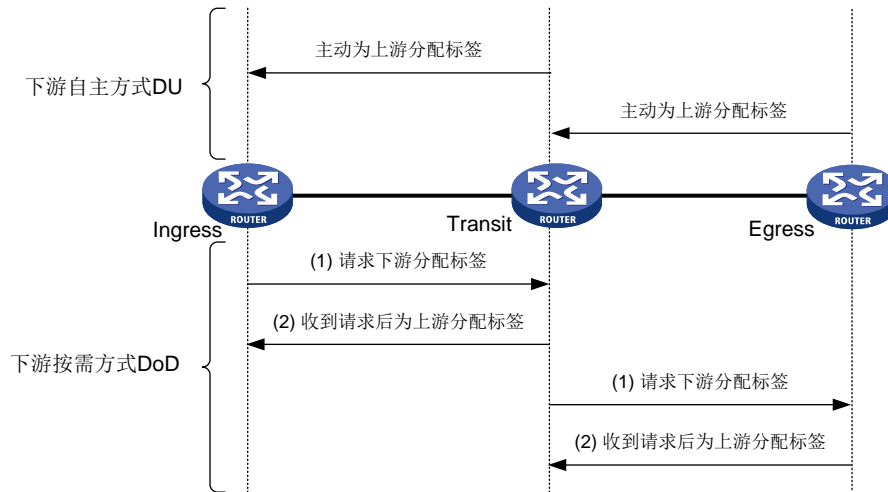 主动为上游分配标签
下游自主方式DU
主动为上游分配标签
ROUTER
ROUTER
ROUTER
Ingress
Transit
Egress
(1) 请求下游分配标签
(2) 收到请求后为上游分配标签
下游按需方式DoD
(1) 请求下游分配标签
(2) 收到请求后为上游分配标签